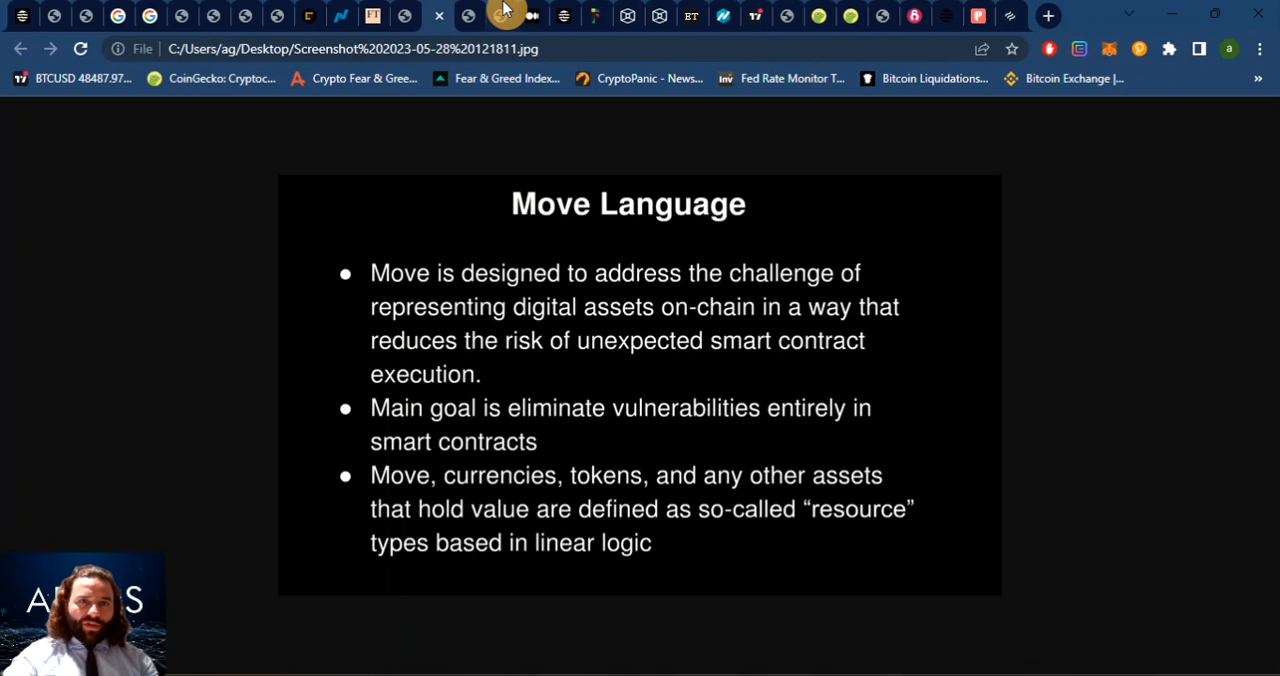 FT
BT
File
C:/Users/ag/Desktop/Screenshot%202023-05-28%20121811.jpg
a
BTCUSD 48487.97...
CoinGecko: Cryptoc...
Crypto Fear & Gree...
Fear & Greed Index...
CryptoPanic - News...
Inv
Fed Rate Monitor T...
Bitcoin Liquidations...
Bitcoin Exchange |...
Move Language
● Move is designed to address the challenge of
representing digital assets on-chain in a way that
reduces the risk of unexpected smart contract
execution.
● Main goal is eliminate vulnerabilities entirely in
smart contracts
● Move, currencies, tokens, and any other assets
that hold value are defined as so-called “resource”
types based in linear logic